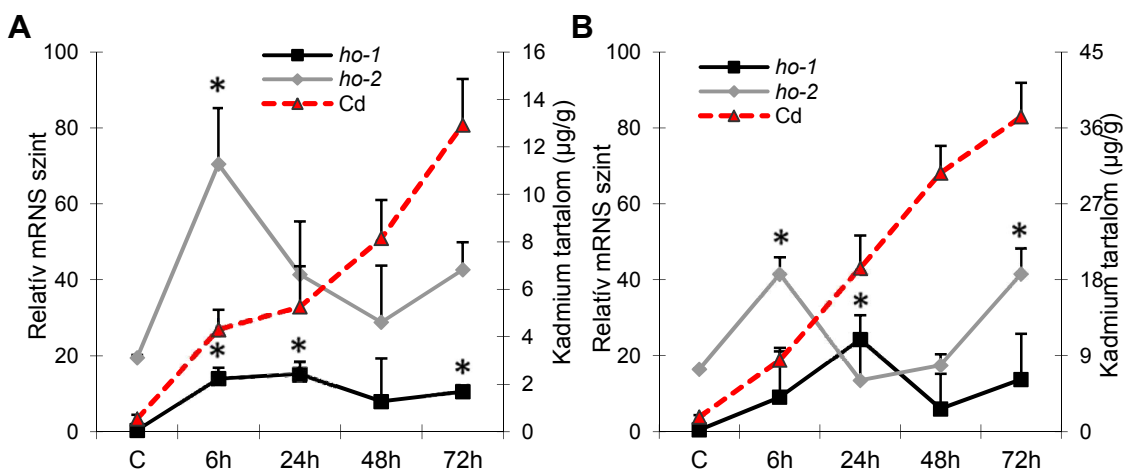 A
Relatív mRNS szint
100
80
60
40
20
0
ho-1
ho-2
Cd
*
*
*
*
16
14
12
10
8
6
4
2
0
Kadmium tartalom (µg/g)
C 6h 24h 48h 72h
B
Relatív mRNS szint
100
80
60
40
20
0
ho-1
ho-2
Cd
*
*
*
45
36
27
18
9
0
Kadmium tartalom (µg/g)
C 6h 24h 48h 72h